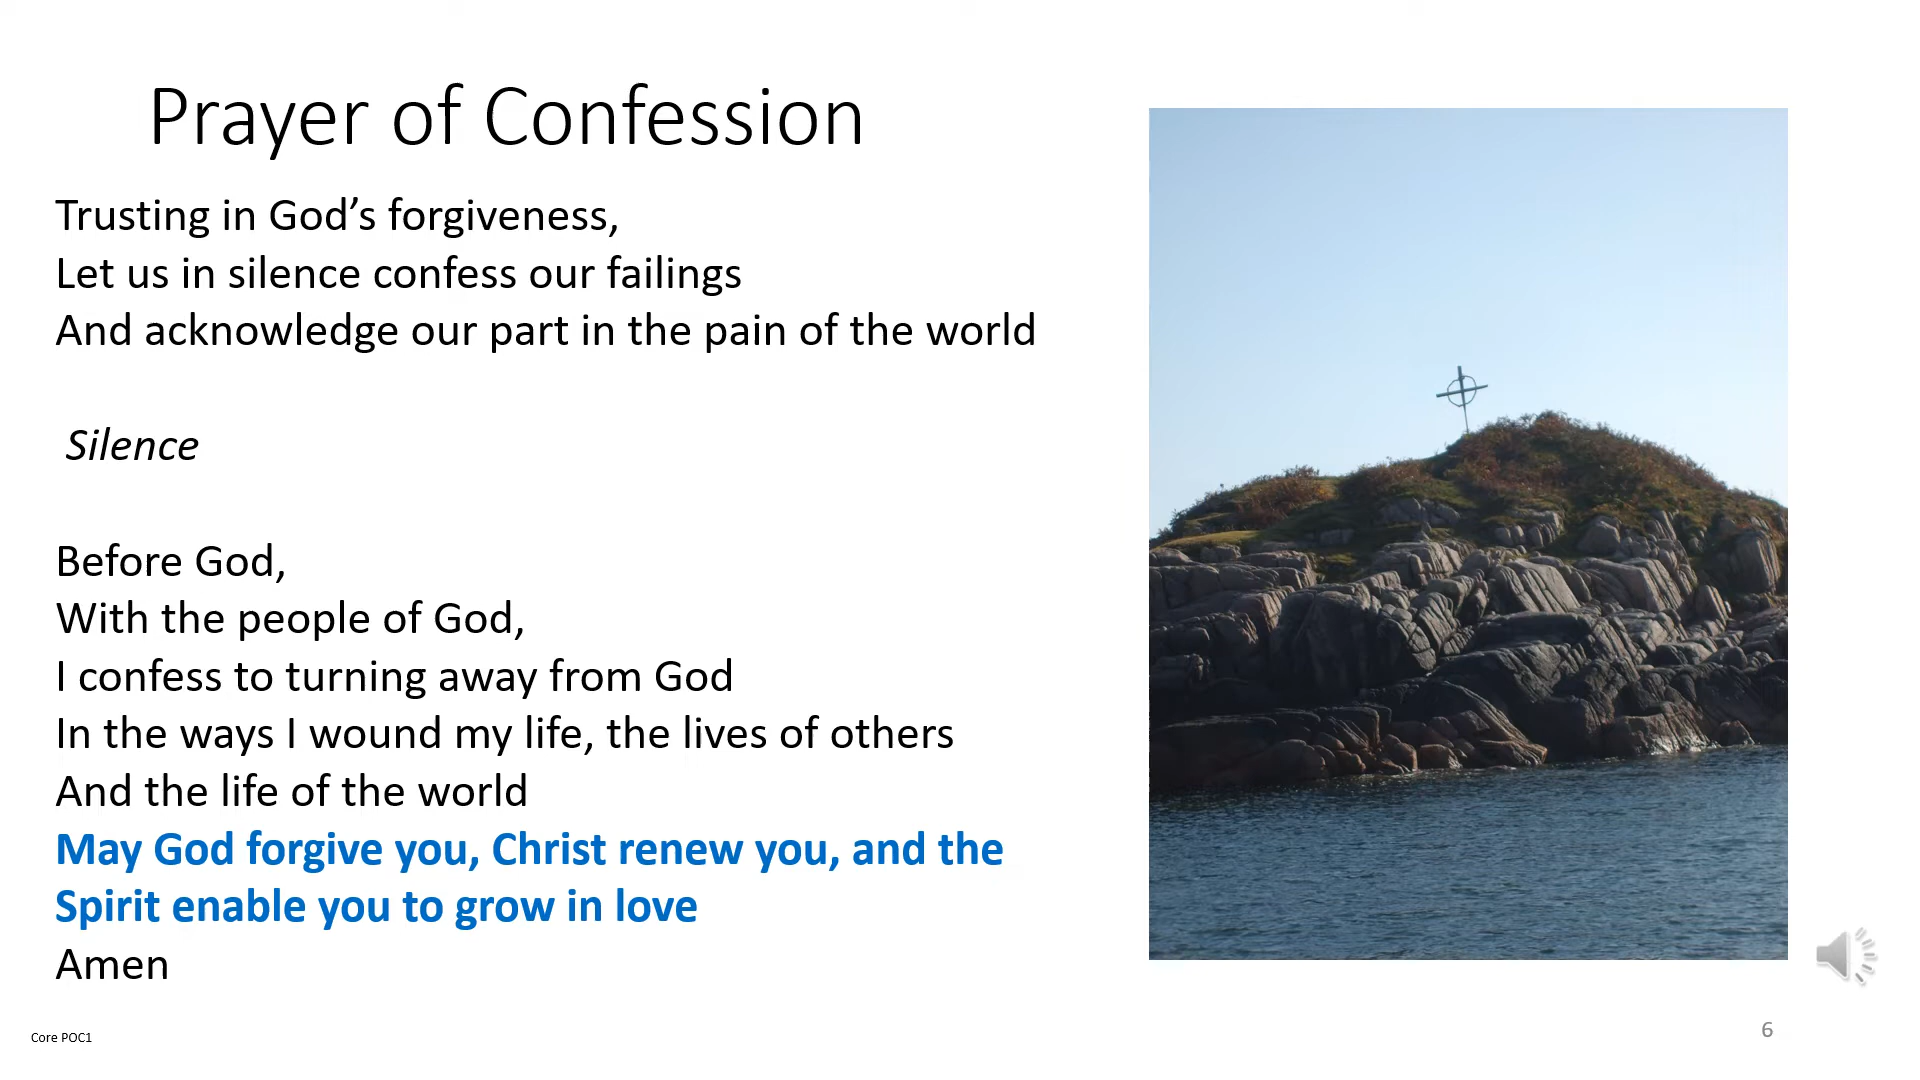 Prayer of Confession
Trusting in God’s forgiveness,
Let us in silence confess our failings
And acknowledge our part in the pain of the world
Silence
Before God,
With the people of God,
I confess to turning away from God
In the ways I wound my life, the lives of others
And the life of the world
May God forgive you, Christ renew you, and the
Spirit enable you to grow in love
Amen
Core POC1
6